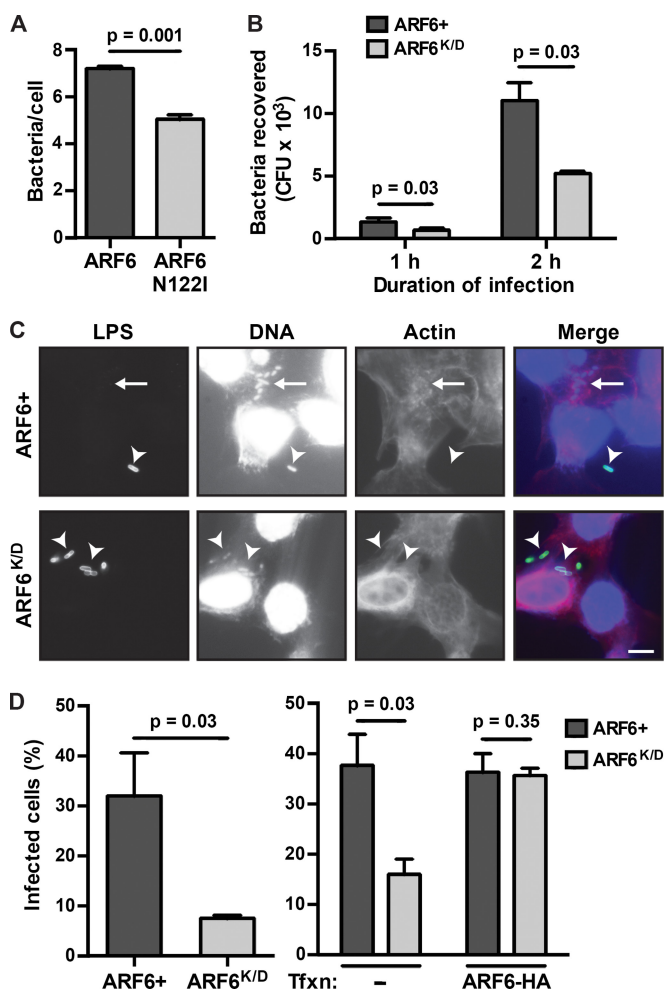 A
p = 0.001
8
6
4
2
0
Bacteria/cell
ARF6
ARF6
N122I
B
ARF6+
ARF6K/D
15
10
5
0
Bacteria recovered
(CFU x 10³)
p = 0.03
p = 0.03
1 h
2 h
Duration of infection
C
LPS
DNA
Actin
Merge
ARF6+
ARF6K/D
D
50
40
30
20
10
0
Infected cells (%)
p = 0.03
ARF6+
ARF6K/D
50
40
30
20
10
0
p = 0.03
p = 0.35
ARF6+
ARF6K/D
Tfxn:
–
ARF6-HA